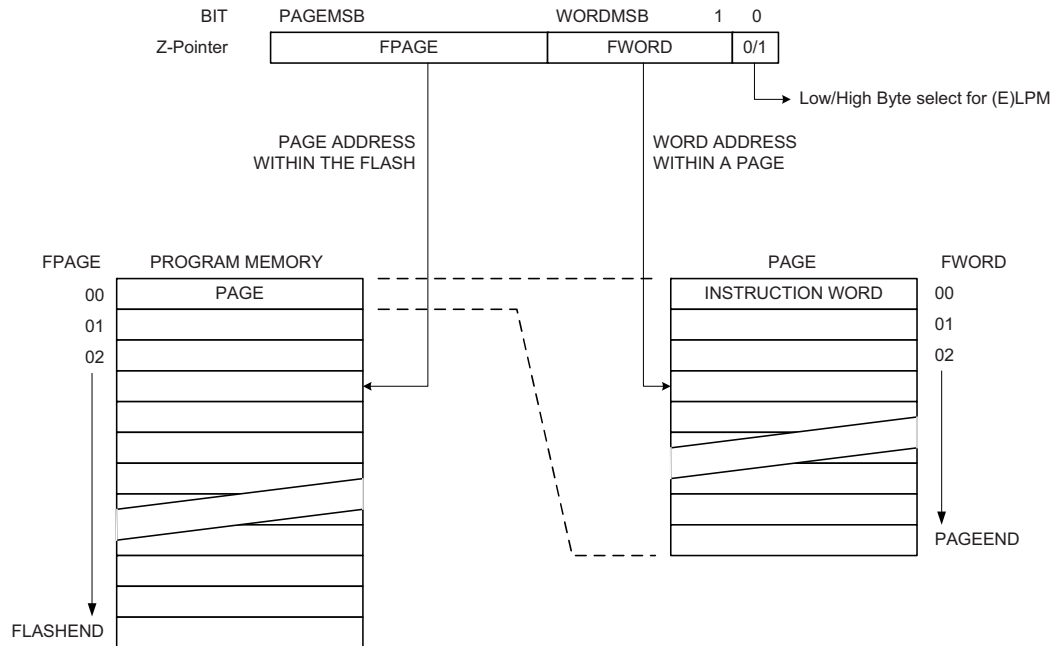 BIT PAGEMSB WORDMSB 1 0
Z-Pointer FPAGE FWORD 0/1
Low/High Byte select for (E)LPM
PAGE ADDRESS
WITHIN THE FLASH
WORD ADDRESS
WITHIN A PAGE
FPAGE PROGRAM MEMORY
00 PAGE
01
02
FLASHEND
PAGE FWORD
INSTRUCTION WORD 00
01
02
PAGEEND